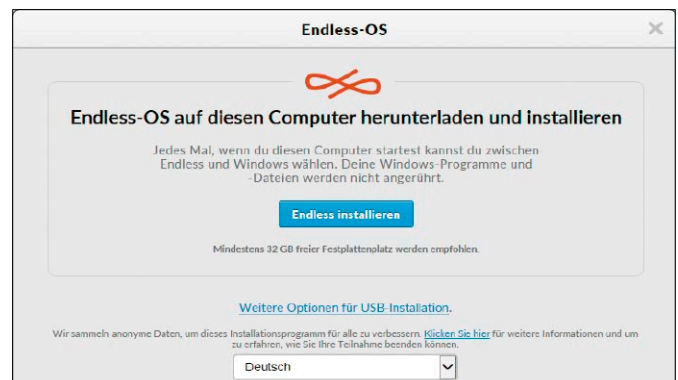 Endless-OS
Endless-OS auf diesen Computer herunterladen und installieren
Jedes Mal, wenn du diesen Computer startest kannst du zwischen
Endless und Windows wählen. Deine Windows-Programme und
-Dateien werden nicht angerührt.
Endless installieren
Mindestens 32 GB freier Festplattenplatz werden empfohlen.
Weitere Optionen für USB-Installation.
Wir sammeln anonyme Daten, um dieses Installationsprogramm für alle zu verbessern. Klicken Sie hier für weitere Informationen und um
zu erfahren, wie Sie Ihre Teilnahme beenden können.
Deutsch